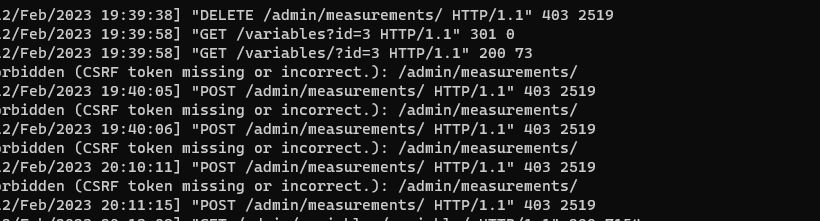 12/Feb/2023 19:39:38] "DELETE /admin/measurements/ HTTP/1.1" 403 2519
12/Feb/2023 19:39:58] "GET /variables?id=3 HTTP/1.1" 301 0
12/Feb/2023 19:39:58] "GET /variables/?id=3 HTTP/1.1" 200 73
orbidden (CSRF token missing or incorrect.): /admin/measurements/
12/Feb/2023 19:40:05] "POST /admin/measurements/ HTTP/1.1" 403 2519
orbidden (CSRF token missing or incorrect.): /admin/measurements/
12/Feb/2023 19:40:06] "POST /admin/measurements/ HTTP/1.1" 403 2519
orbidden (CSRF token missing or incorrect.): /admin/measurements/
12/Feb/2023 20:10:11] "POST /admin/measurements/ HTTP/1.1" 403 2519
orbidden (CSRF token missing or incorrect.): /admin/measurements/
12/Feb/2023 20:11:15] "POST /admin/measurements/ HTTP/1.1" 403 2519